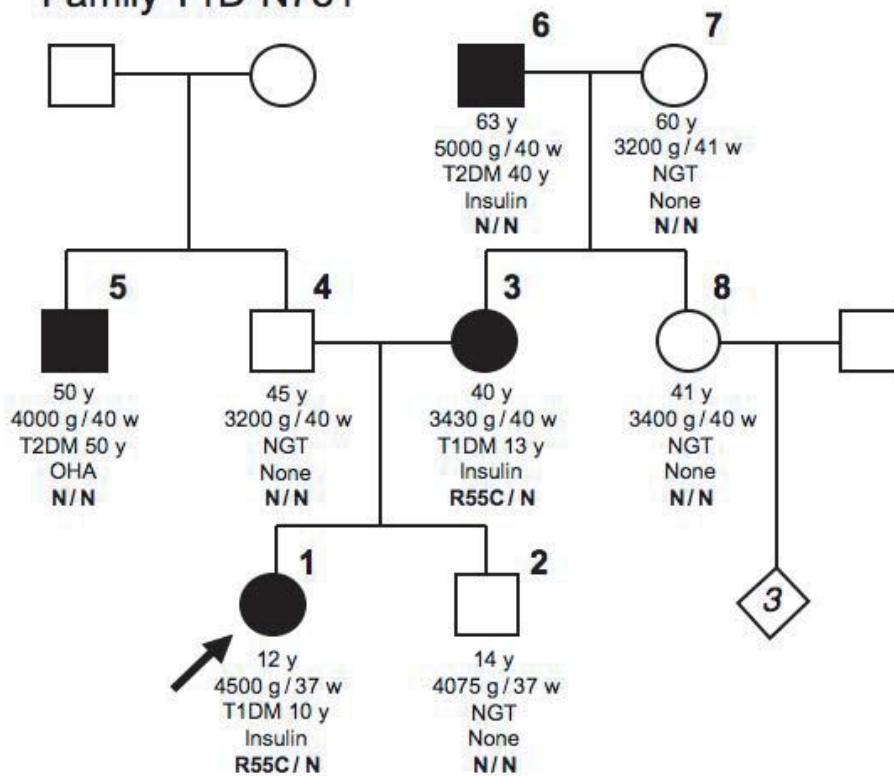 6
7
63 y
5000 g / 40 w
T2DM 40 y
Insulin
N / N
60 y
3200 g / 41 w
NGT
None
N / N
5
4
3
8
50 y
4000 g / 40 w
T2DM 50 y
OHA
N / N
45 y
3200 g / 40 w
NGT
None
N / N
40 y
3430 g / 40 w
T1DM 13 y
Insulin
R55C / N
41 y
3400 g / 40 w
NGT
None
N / N
1
2
3
12 y
4500 g / 37 w
T1DM 10 y
Insulin
R55C / N
14 y
4075 g / 37 w
NGT
None
N / N